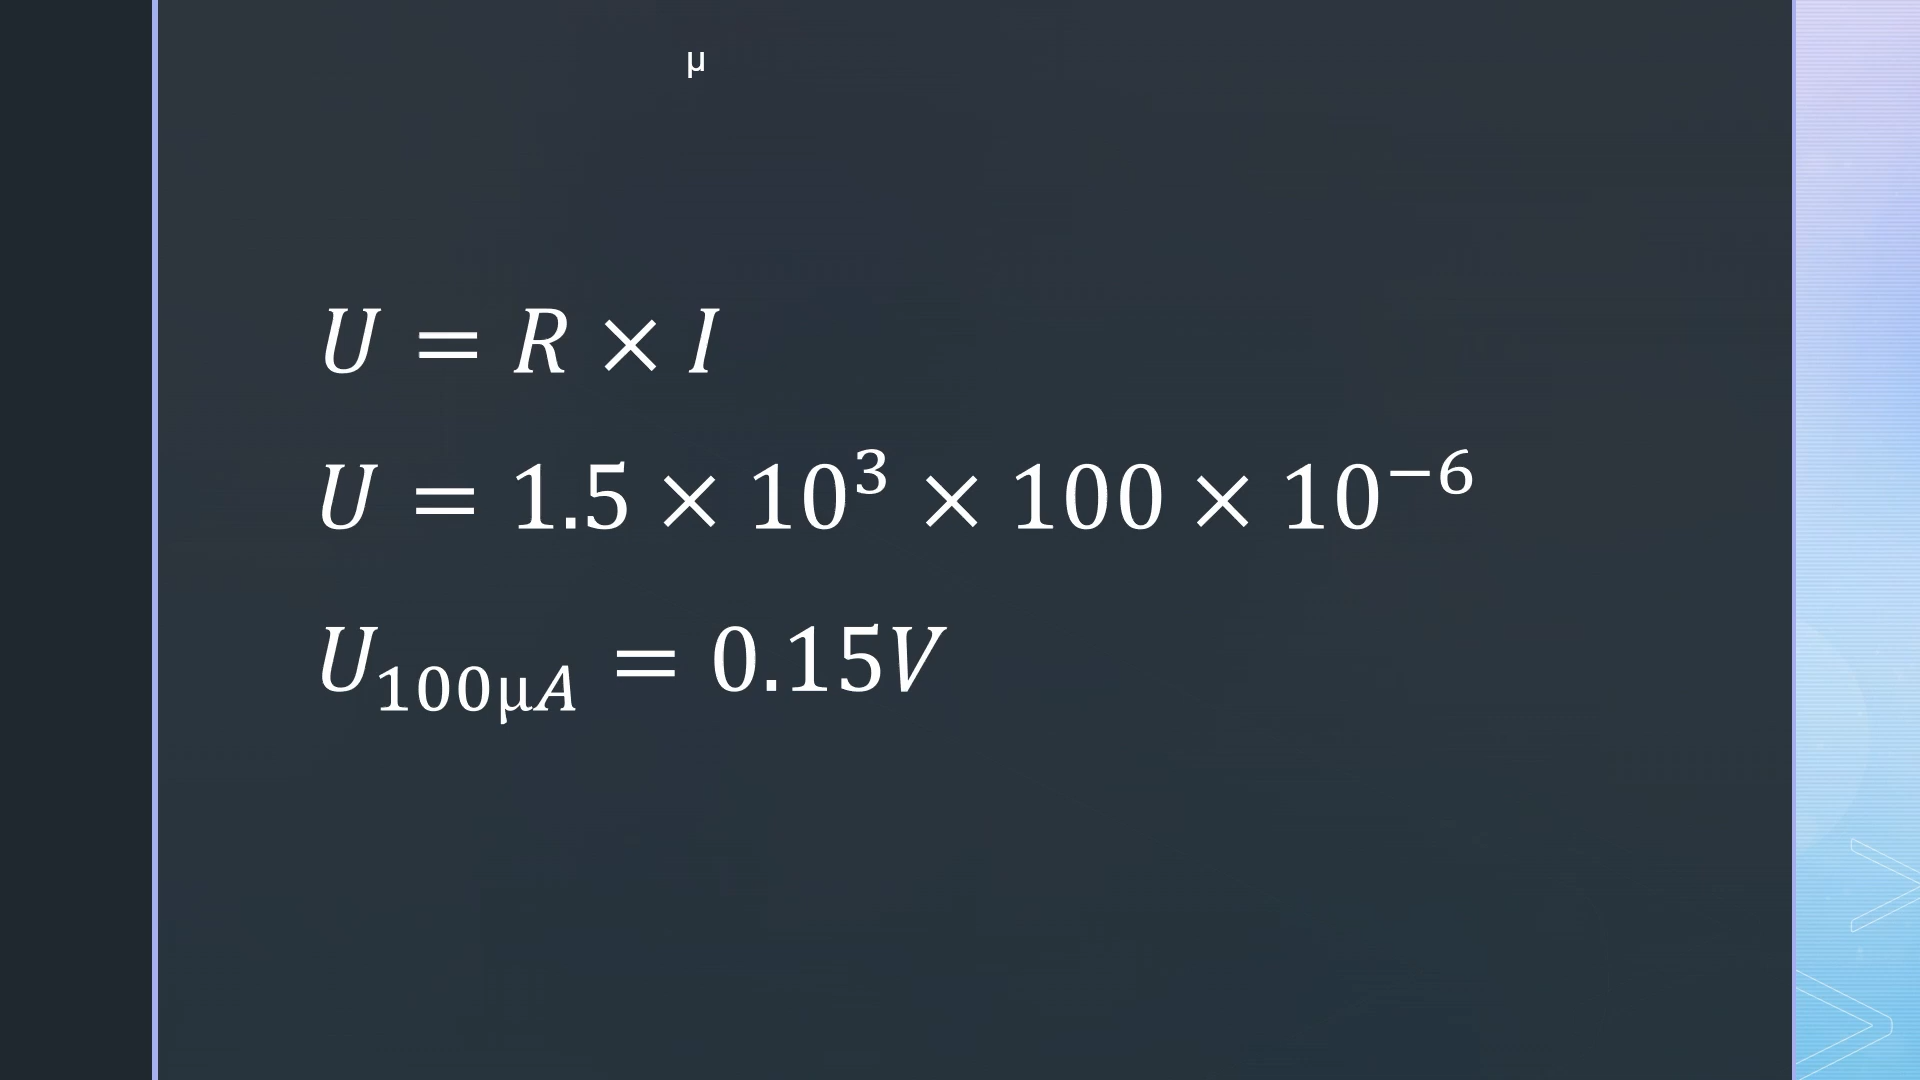 µ
U = R × I
U = 1.5 × 10³ × 100 × 10⁻⁶
U₁₀₀µA = 0.15V